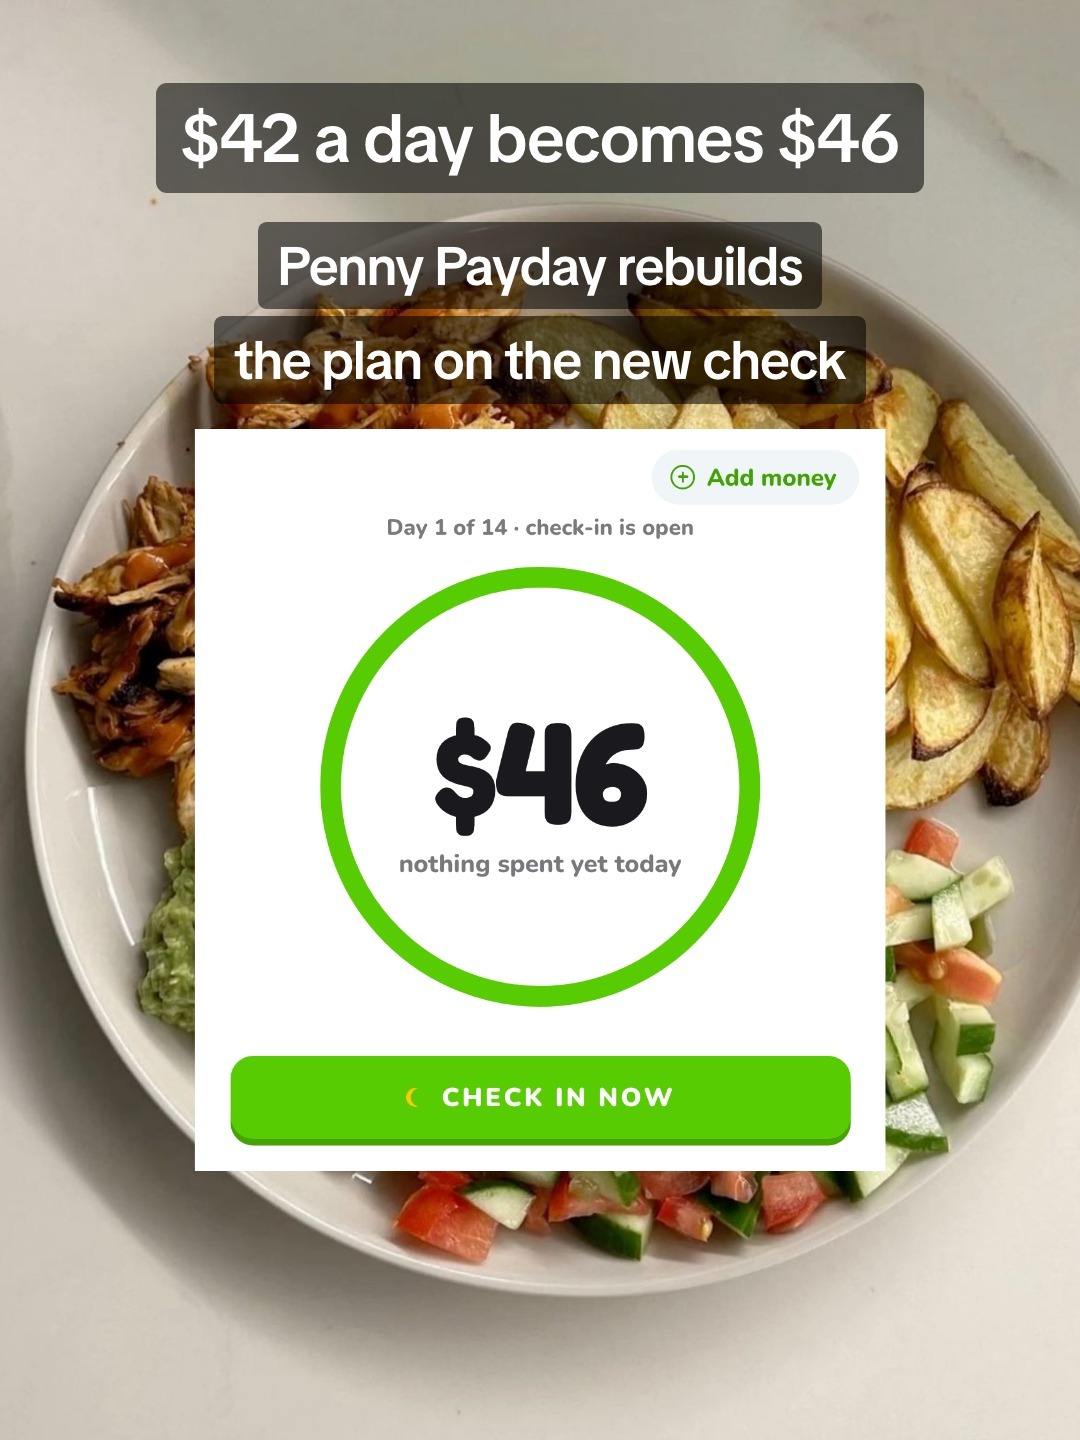 $42 a day becomes $46
Penny Payday rebuilds
the plan on the new check
Add money
Day 1 of 14 · check-in is open
$46
nothing spent yet today
CHECK IN NOW